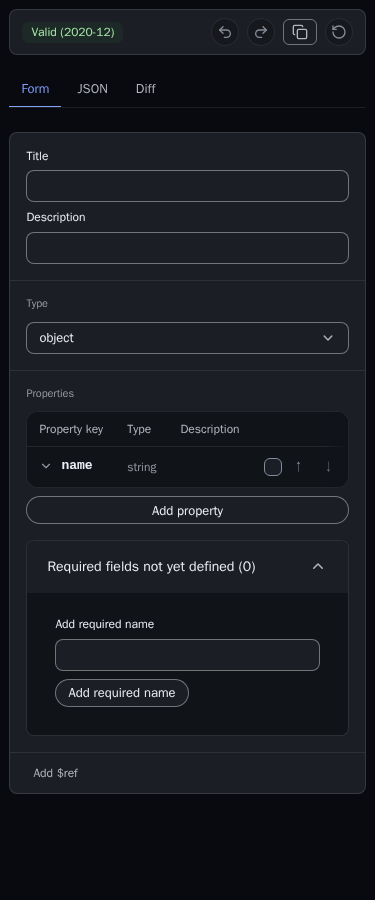 Valid (2020-12)
Form JSON Diff
Title
Description
Type
object
Properties
Property key Type Description
name string ↑ ↓
Add property
Required fields not yet defined (0)
Add required name
Add required name
Add $ref